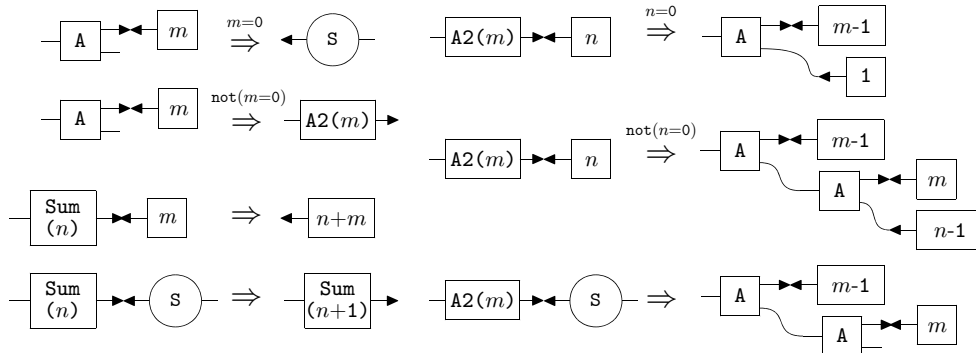 A m m=0 ⇒ S
A m not(m=0) ⇒ A2(m)
Sum (n) m ⇒ n+m
Sum (n) S ⇒ Sum (n+1)
A2(m) n n=0 ⇒ A m-1 1
A2(m) n not(n=0) ⇒ A m-1 A m n-1
A2(m) S ⇒ A m-1 A m